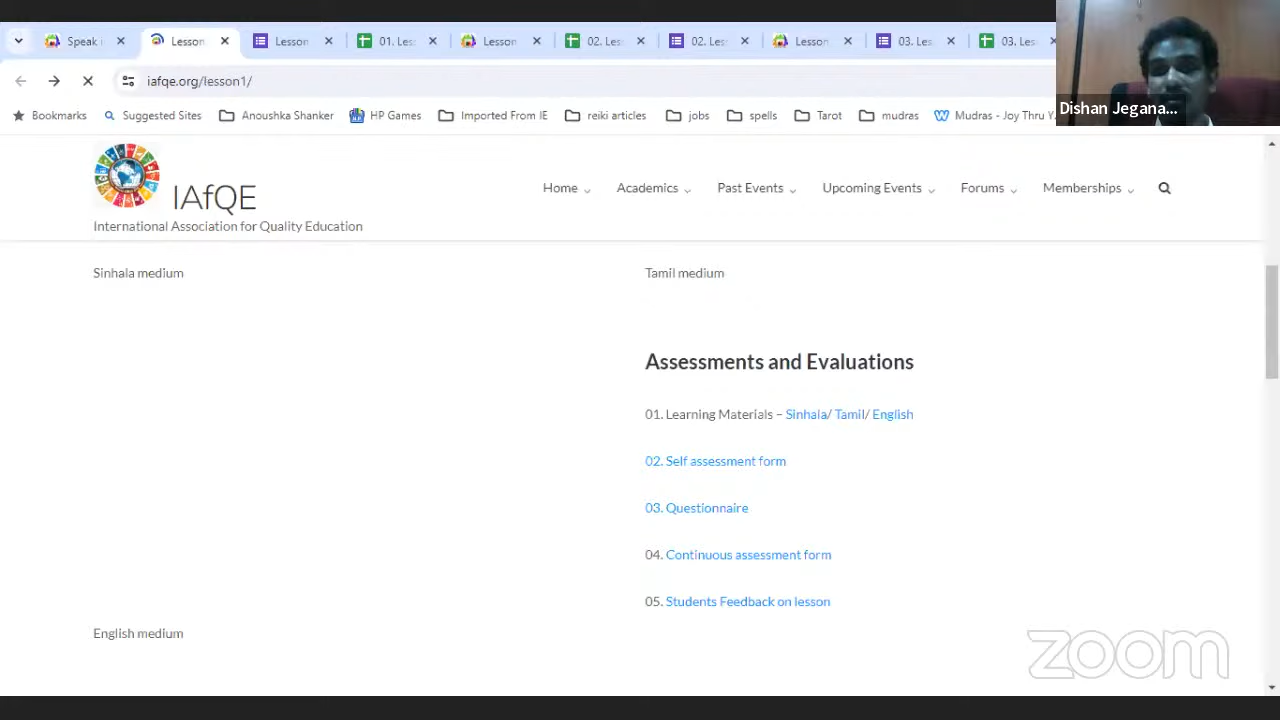 Speak i
Lesson
Lesson
01. Les
Lesson
02. Les
02. Les
Lesson
03. Les
03. Les
iafqe.org/lesson1/
Bookmarks Suggested Sites Anoushka Shanker HP Games Imported From IE reiki articles jobs spells Tarot mudras Mudras - Joy Thru Y
Dishan Jegana...
IAfQE
International Association for Quality Education
Home Academics Past Events Upcoming Events Forums Memberships
Sinhala medium
Tamil medium
Assessments and Evaluations
01. Learning Materials – Sinhala/ Tamil/ English
02. Self assessment form
03. Questionnaire
04. Continuous assessment form
05. Students Feedback on lesson
English medium
zoom